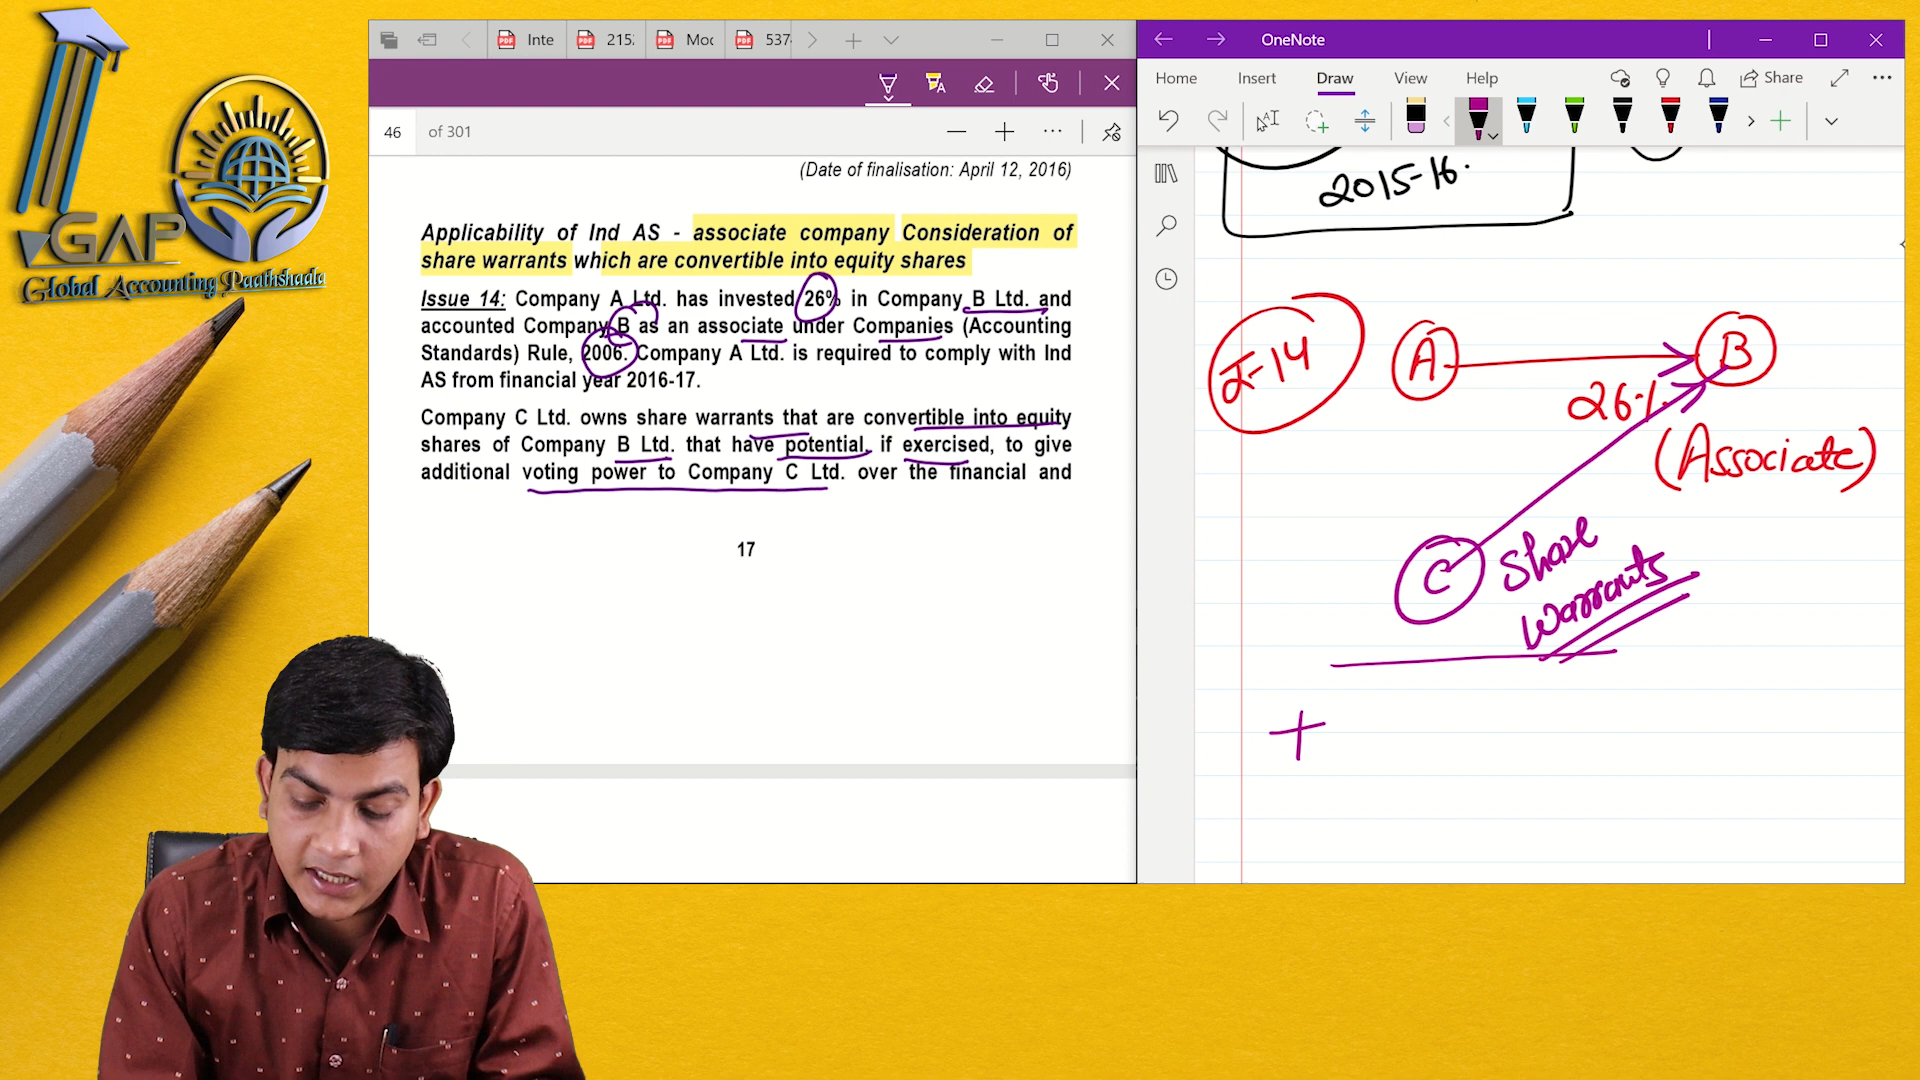 GAP
Global Accounting Paathshaala
Inte
215
Mod
537
46
of 301
(Date of finalisation: April 12, 2016)
Applicability of Ind AS - associate company Consideration of
share warrants which are convertible into equity shares
Issue 14: Company A Ltd. has invested 26% in Company B Ltd. and
accounted Company B as an associate under Companies (Accounting
Standards) Rule, 2006. Company A Ltd. is required to comply with Ind
AS from financial year 2016-17.
Company C Ltd. owns share warrants that are convertible into equity
shares of Company B Ltd. that have potential, if exercised, to give
additional voting power to Company C Ltd. over the financial and
17
OneNote
Home
Insert
Draw
View
Help
Share
2015-16.
I-14
A
B
26%
(Associate)
C
Share
warrants